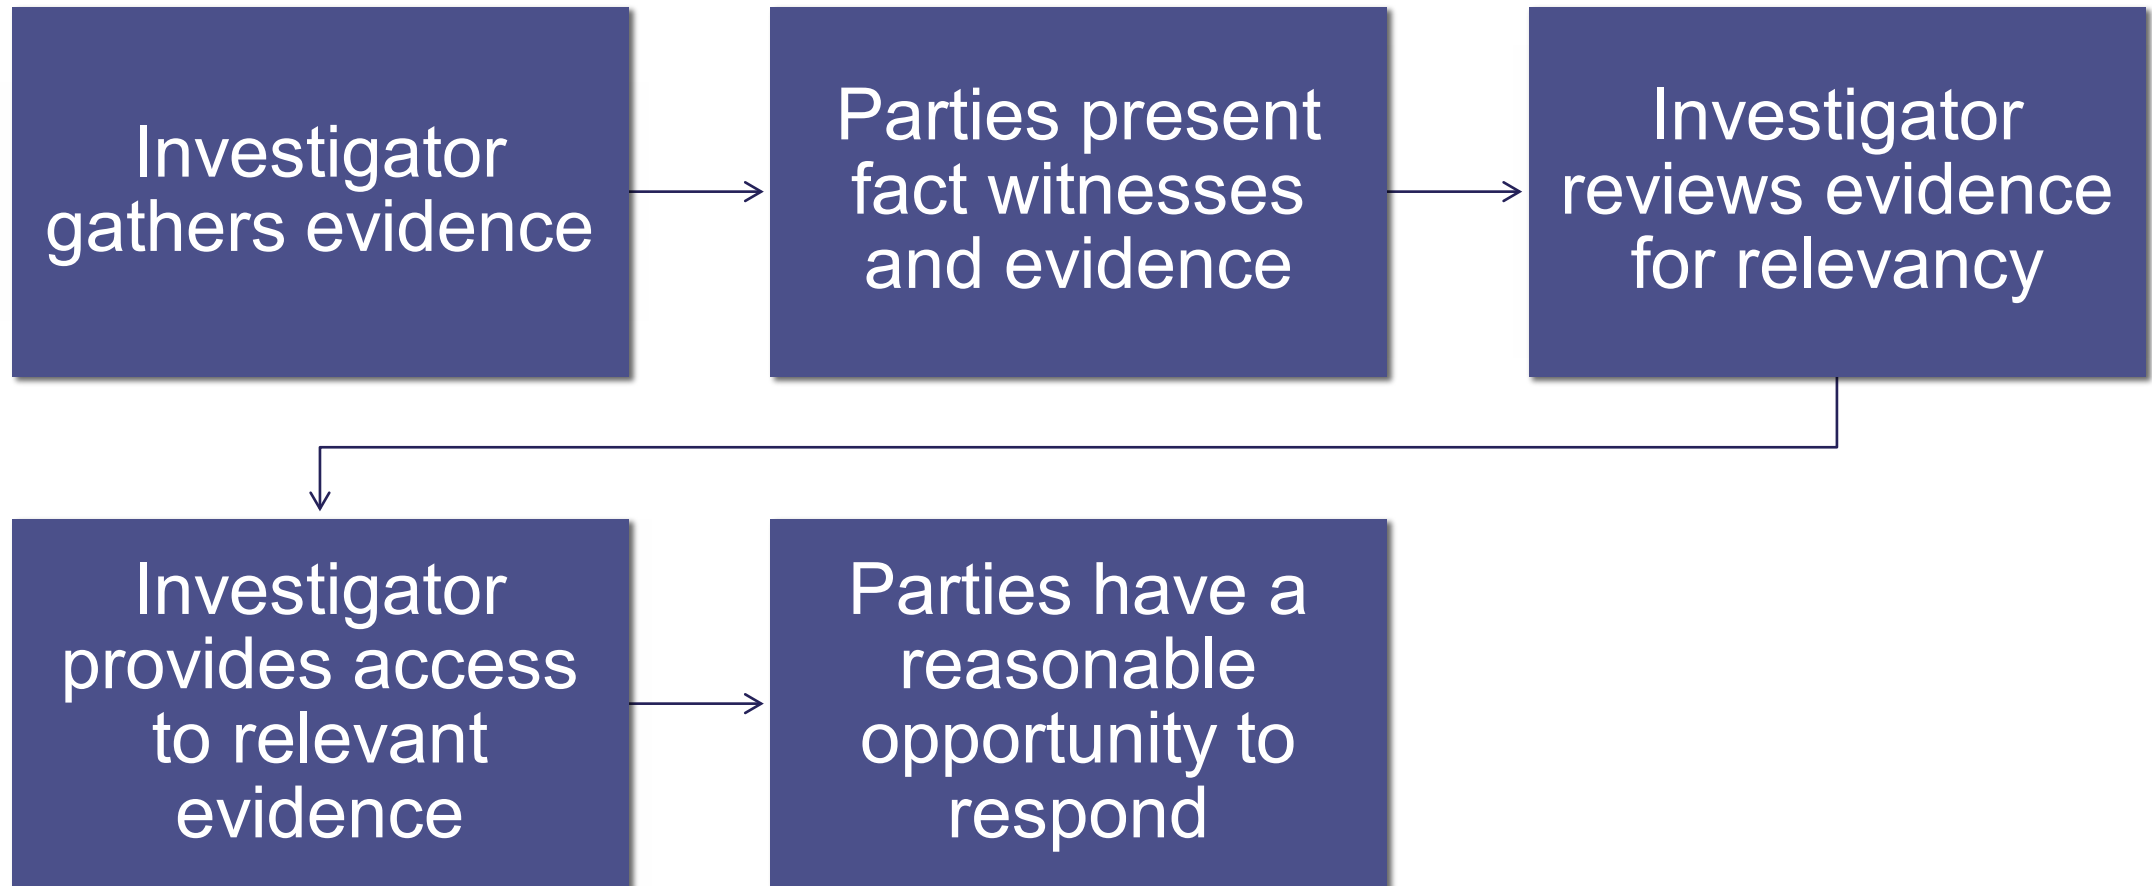 Investigator
gathers evidence
Parties present
fact witnesses
and evidence
Investigator
reviews evidence
for relevancy
Investigator
provides access
to relevant
evidence
Parties have a
reasonable
opportunity to
respond